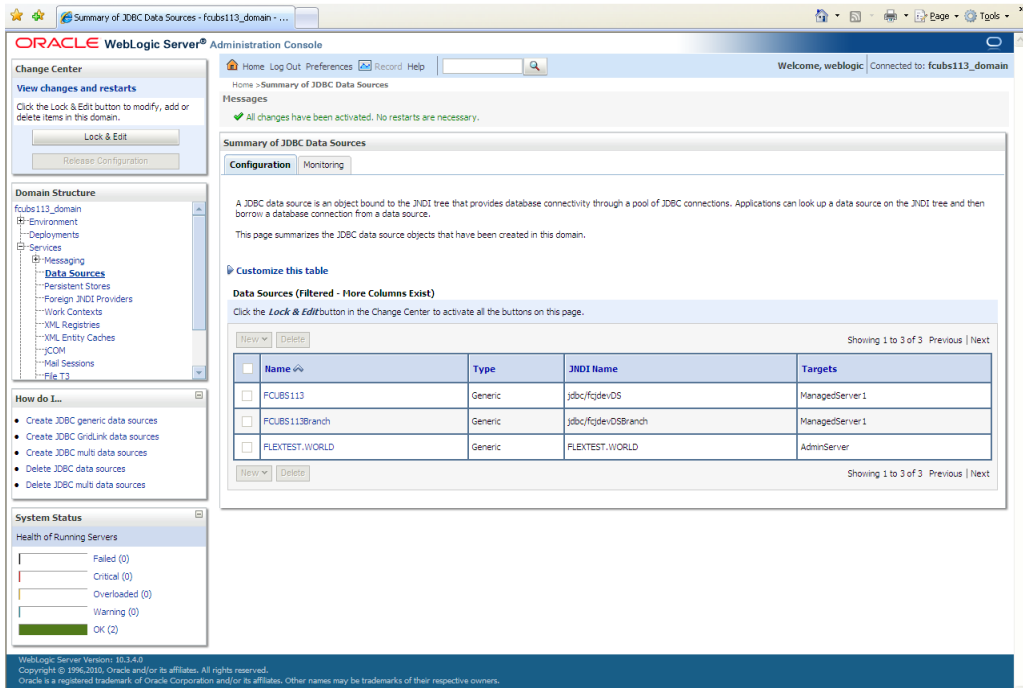 Summary of JDBC Data Sources - fcubs113_domain - ...
Page
Tools
ORACLE WebLogic Server® Administration Console
Change Center
View changes and restarts
Click the Lock & Edit button to modify, add or
delete items in this domain.
Lock & Edit
Release Configuration
Domain Structure
fcubs113_domain
Environment
Deployments
Services
Messaging
Data Sources
Persistent Stores
Foreign JNDI Providers
Work Contexts
XML Registries
XML Entity Caches
jCOM
Mail Sessions
File T3
How do I...
Create JDBC generic data sources
Create JDBC GridLink data sources
Create JDBC multi data sources
Delete JDBC data sources
Delete JDBC multi data sources
System Status
Health of Running Servers
Failed (0)
Critical (0)
Overloaded (0)
Warning (0)
OK (2)
Home Log Out Preferences Record Help
Welcome, weblogic Connected to: fcubs113_domain
Home >Summary of JDBC Data Sources
Messages
All changes have been activated. No restarts are necessary.
Summary of JDBC Data Sources
Configuration Monitoring
A JDBC data source is an object bound to the JNDI tree that provides database connectivity through a pool of JDBC connections. Applications can look up a data source on the JNDI tree and then
borrow a database connection from a data source.
This page summarizes the JDBC data source objects that have been created in this domain.
Customize this table
Data Sources (Filtered - More Columns Exist)
Click the Lock & Edit button in the Change Center to activate all the buttons on this page.
New Delete Showing 1 to 3 of 3 Previous | Next
Name Type JNDI Name Targets
FCUBS113 Generic jdbc/fcjdevDS ManagedServer1
FCUBS113Branch Generic jdbc/fcjdevDSBranch ManagedServer1
FLEXTEST.WORLD Generic FLEXTEST.WORLD AdminServer
New Delete Showing 1 to 3 of 3 Previous | Next
WebLogic Server Version: 10.3.4.0
Copyright © 1996,2010, Oracle and/or its affiliates. All rights reserved.
Oracle is a registered trademark of Oracle Corporation and/or its affiliates. Other names may be trademarks of their respective owners.